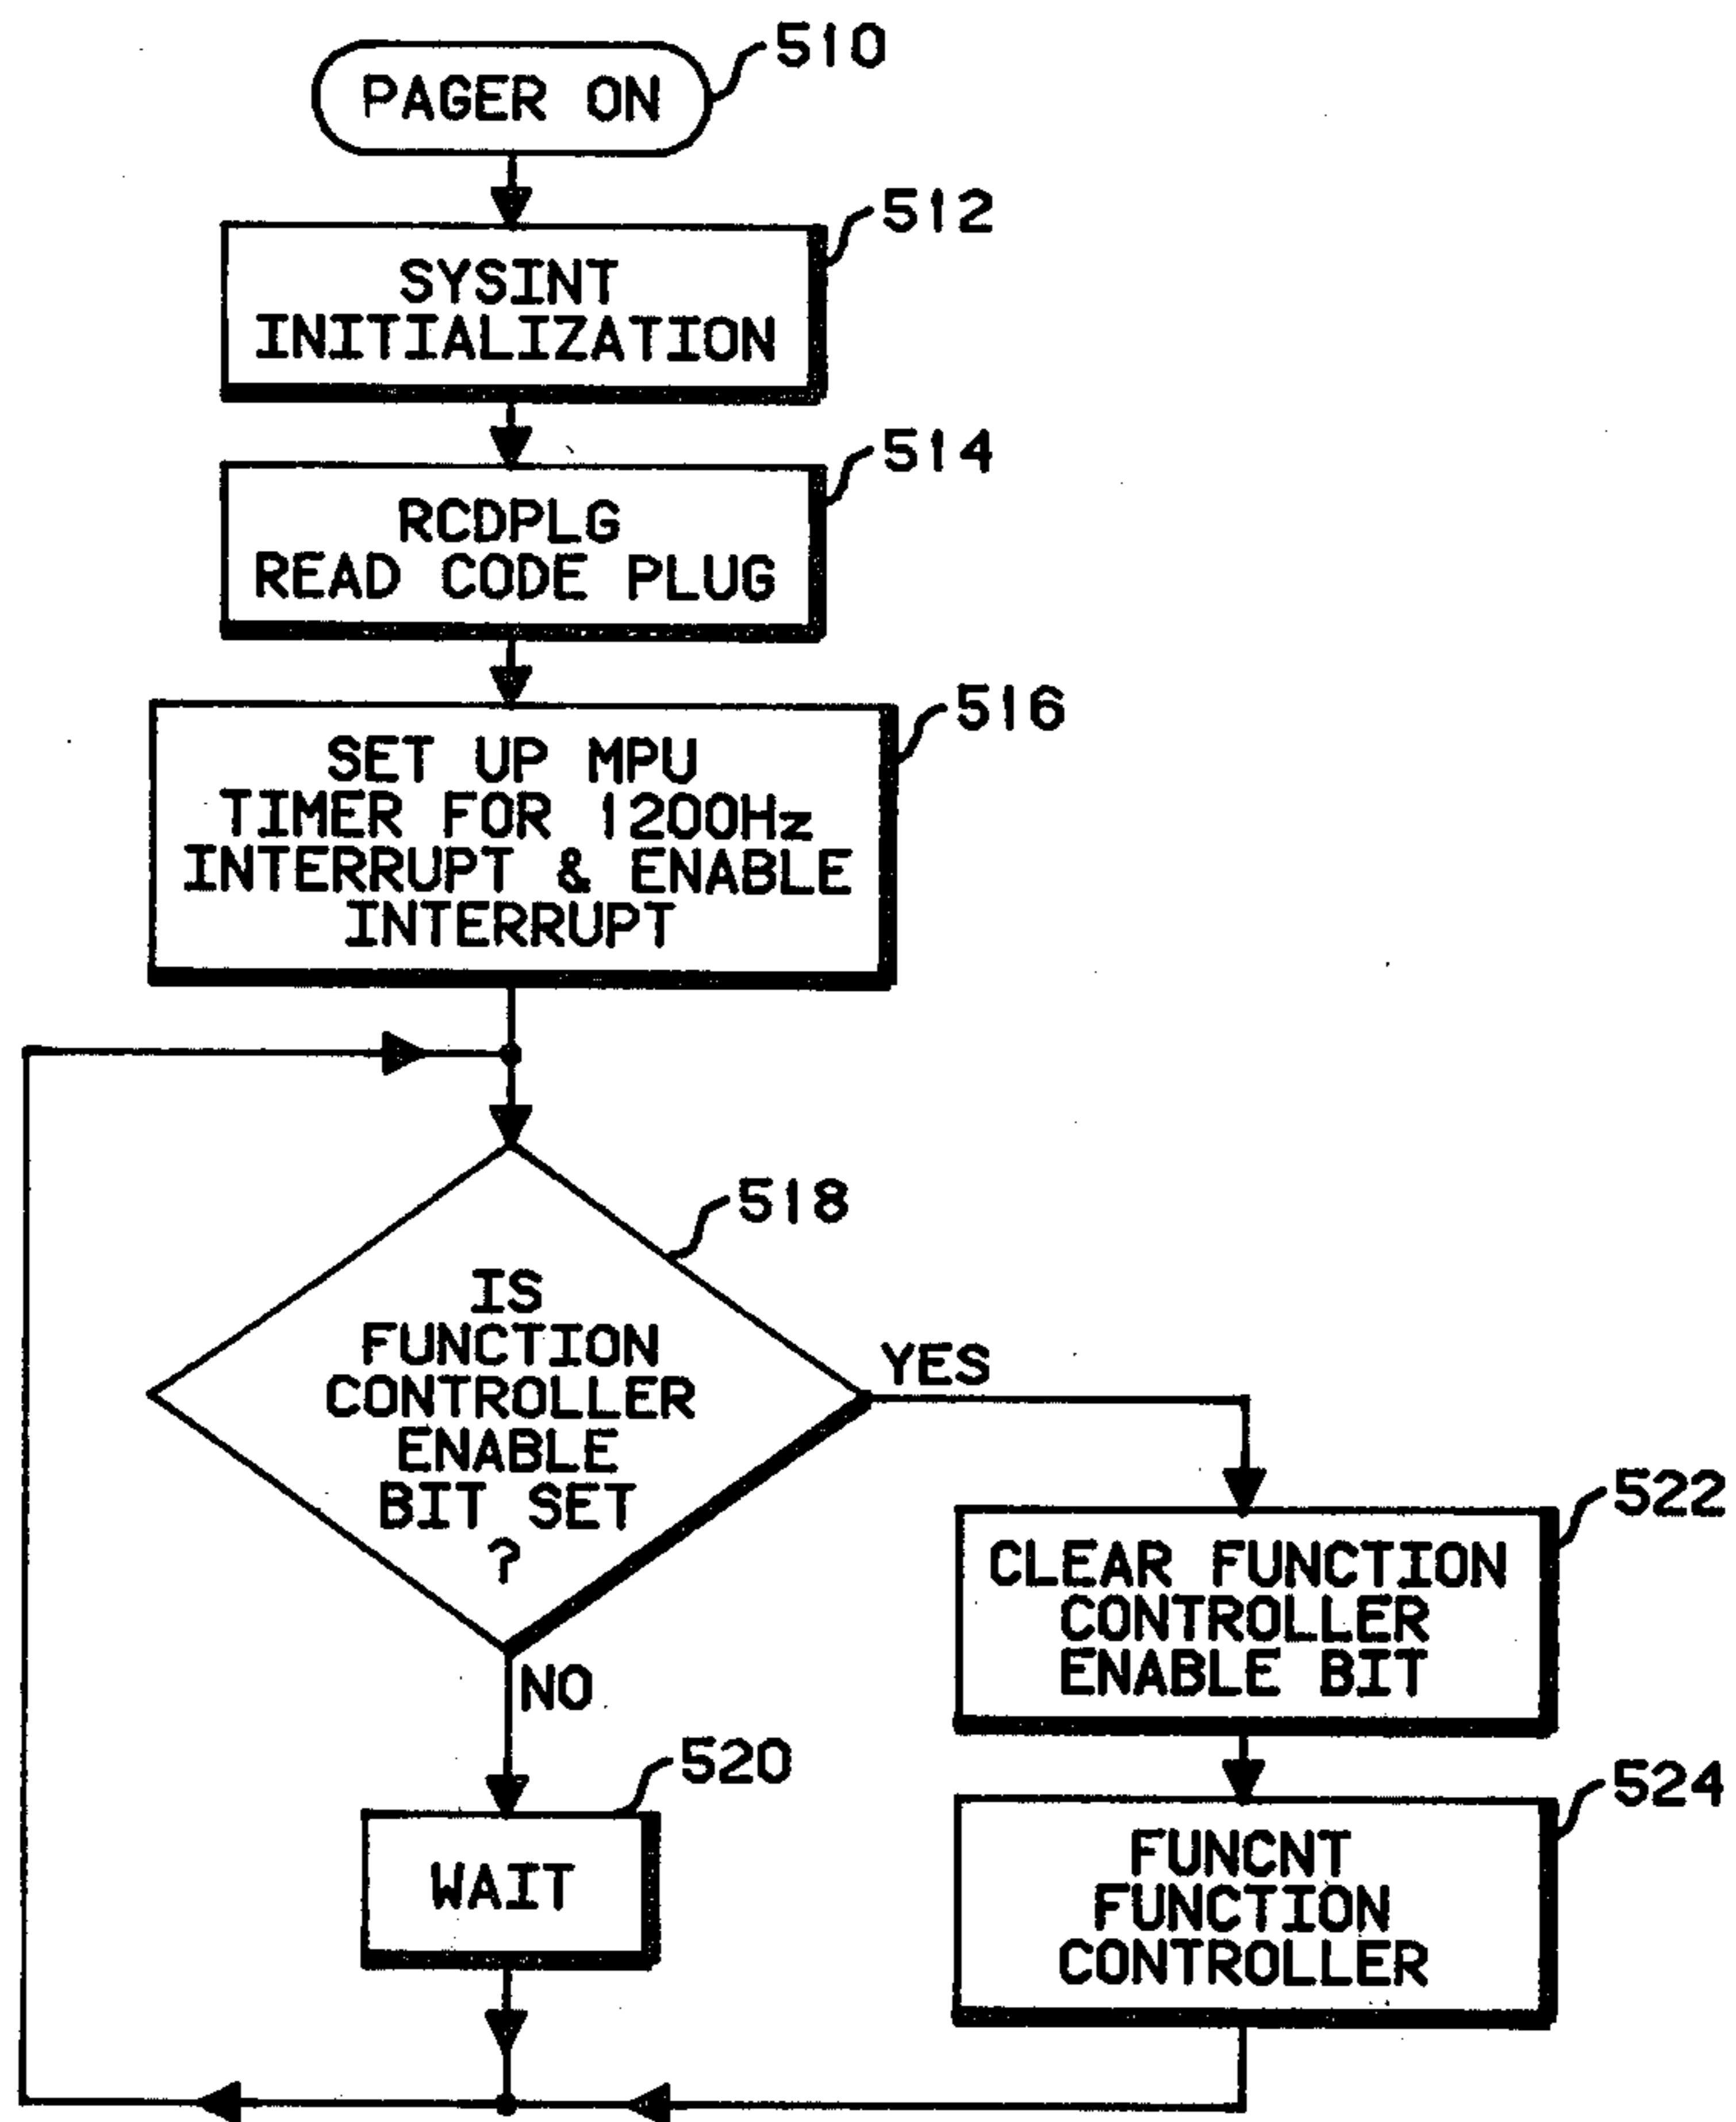 PAGER ON
510
512
SYSINT
INITIALIZATION
514
RCDPLG
READ CODE PLUG
516
SET UP MPU
TIMER FOR 1200Hz
INTERRUPT & ENABLE
INTERRUPT
518
IS
FUNCTION
CONTROLLER
ENABLE
BIT SET
?
YES
NO
522
CLEAR FUNCTION
CONTROLLER
ENABLE BIT
520
WAIT
524
FUNCNT
FUNCTION
CONTROLLER